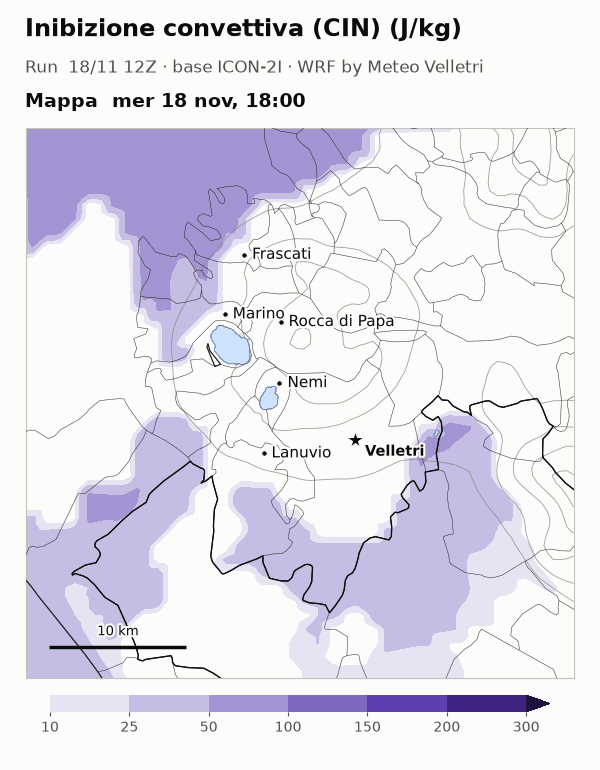 Inibizione convettiva (CIN) (J/kg)
Run  18/11 12Z · base ICON-2I · WRF by Meteo Velletri
Mappa  mer 18 nov, 18:00
Frascati
Marino
Rocca di Papa
Nemi
Velletri
Lanuvio
10 km
10 25 50 100 150 200 300